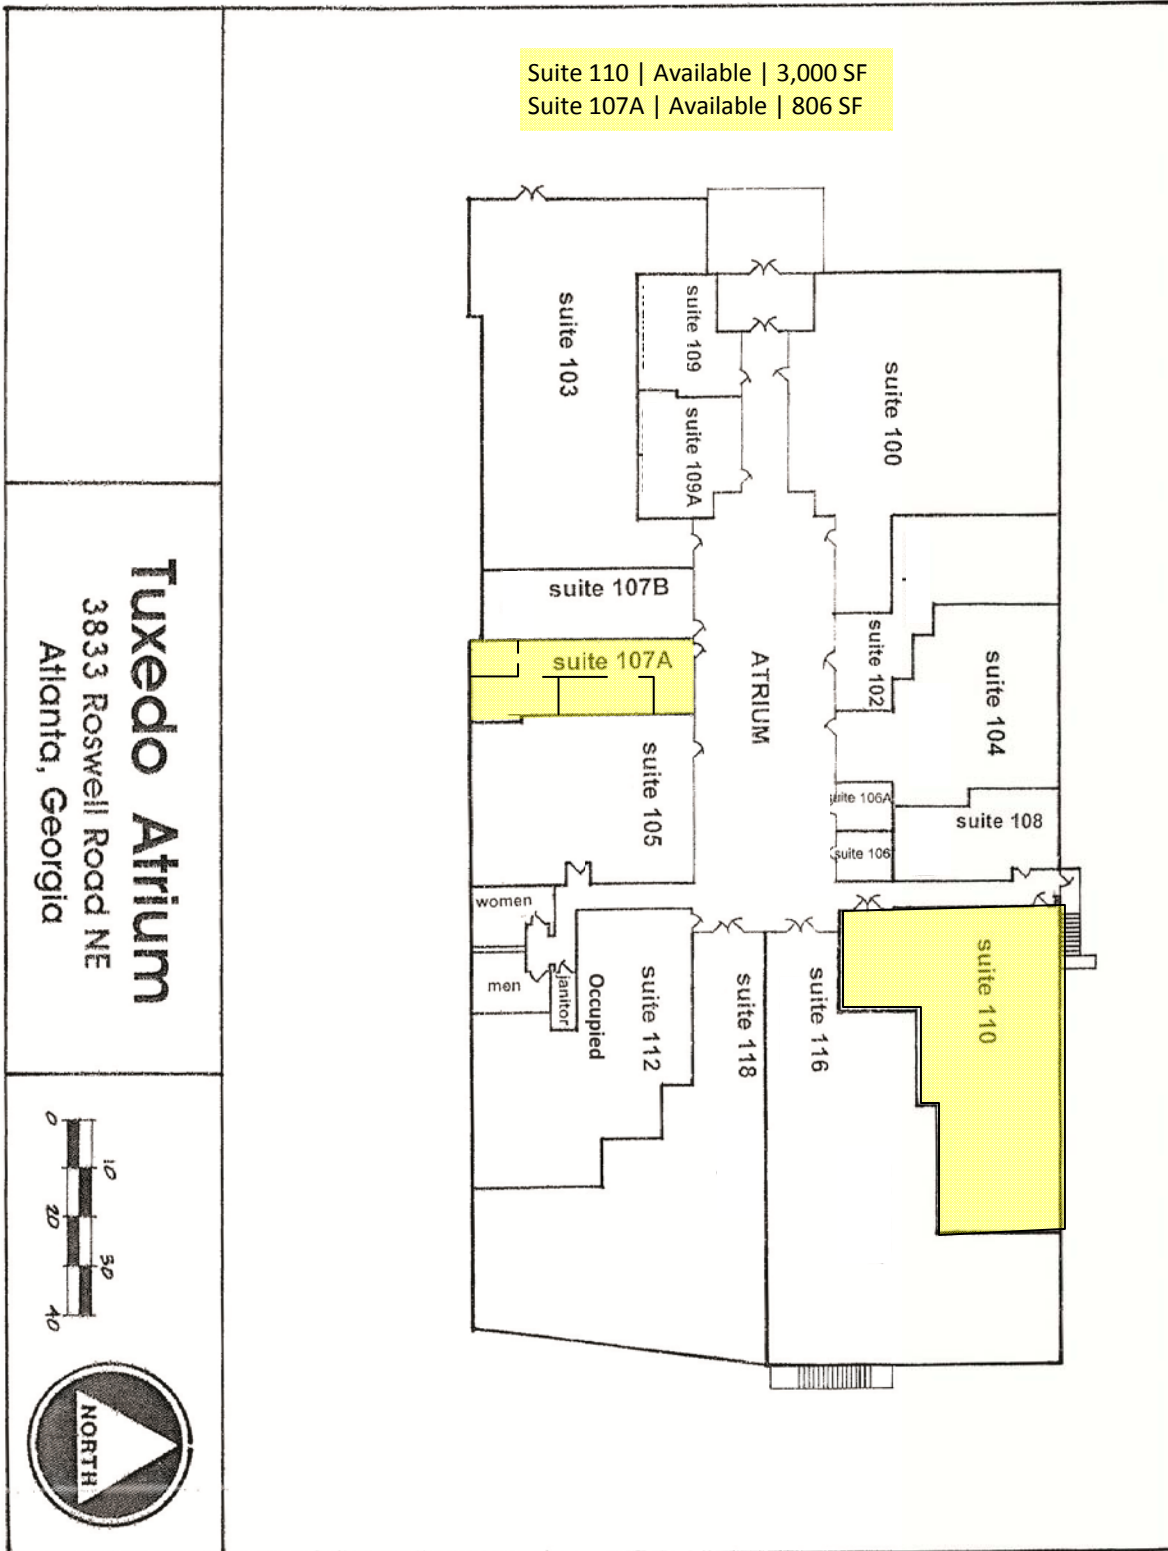 Suite 110 | Available | 3,000 SF
Suite 107A | Available | 806 SF
suite 103
suite 109
suite 109A
suite 100
suite 107B
suite 107A
ATRIUM
suite 102
suite 104
suite 105
suite 106A
suite 106
suite 108
women
men
janitor
Occupied
suite 112
suite 118
suite 116
suite 110
Tuxedo Atrium
3833 Roswell Road NE
Atlanta, Georgia
0
10
20
30
40
NORTH